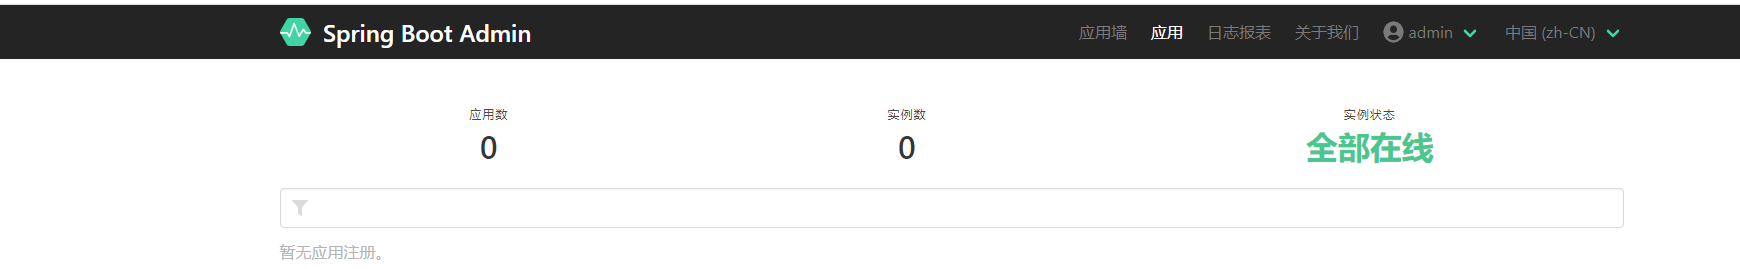 Spring Boot Admin 应用墙 应用 日志报表 关于我们 admin 中国 (zh-CN)
应用数 实例数 实例状态
0 0 全部在线
暂无应用注册。